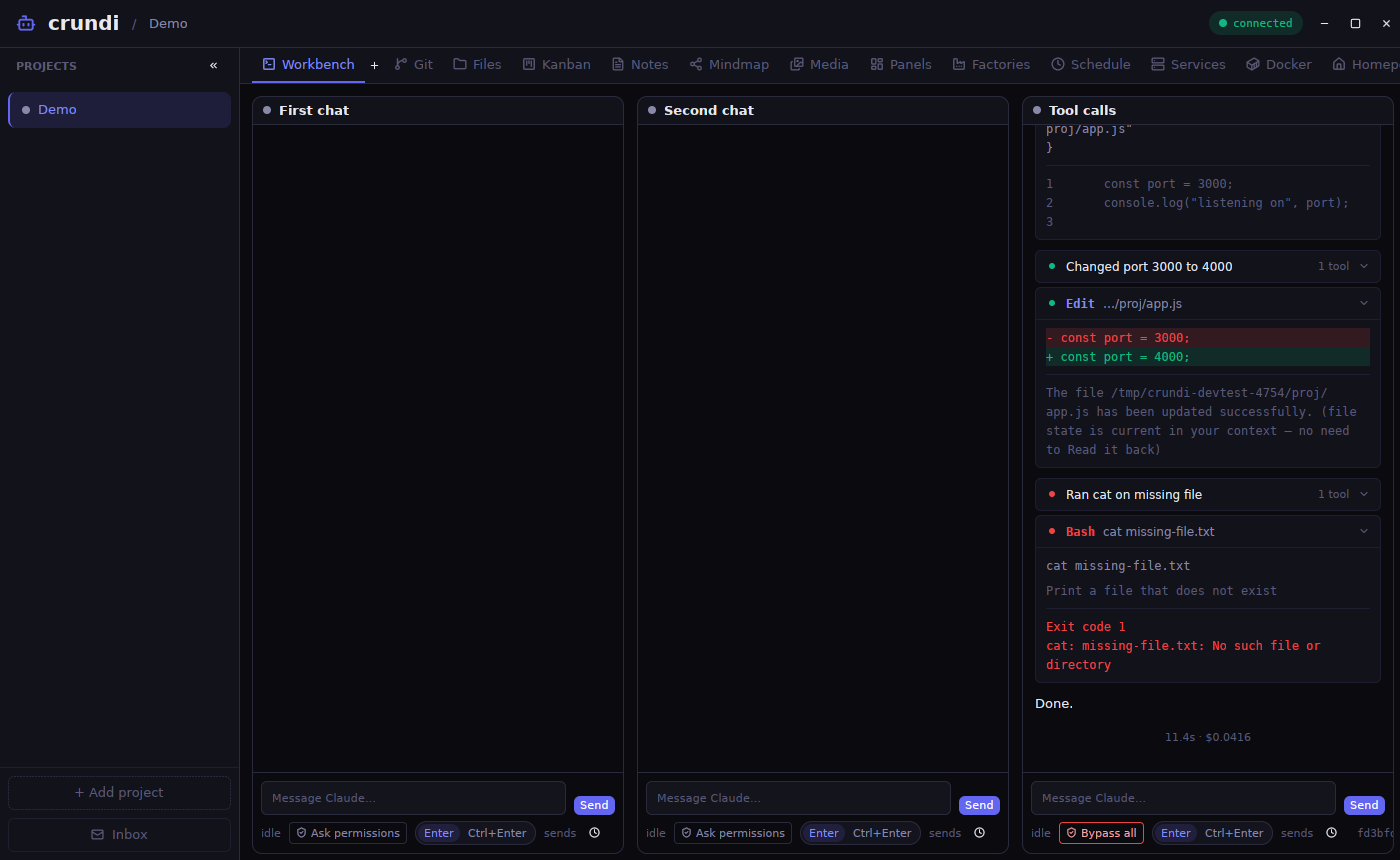 crundi / Demo
connected
PROJECTS «
Demo
+ Add project
Inbox
Workbench + Git Files Kanban Notes Mindmap Media Panels Factories Schedule Services Docker Homep
First chat
Message Claude...
Send
idle Ask permissions Enter Ctrl+Enter sends
Second chat
Message Claude...
Send
idle Ask permissions Enter Ctrl+Enter sends
Tool calls
proj/app.js"
}
1 const port = 3000;
2 console.log("listening on", port);
3
Changed port 3000 to 4000 1 tool
Edit .../proj/app.js
- const port = 3000;
+ const port = 4000;
The file /tmp/crundi-devtest-4754/proj/
app.js has been updated successfully. (file
state is current in your context — no need
to Read it back)
Ran cat on missing file 1 tool
Bash cat missing-file.txt
cat missing-file.txt
Print a file that does not exist
Exit code 1
cat: missing-file.txt: No such file or
directory
Done.
11.4s · $0.0416
Message Claude...
Send
idle Bypass all Enter Ctrl+Enter sends